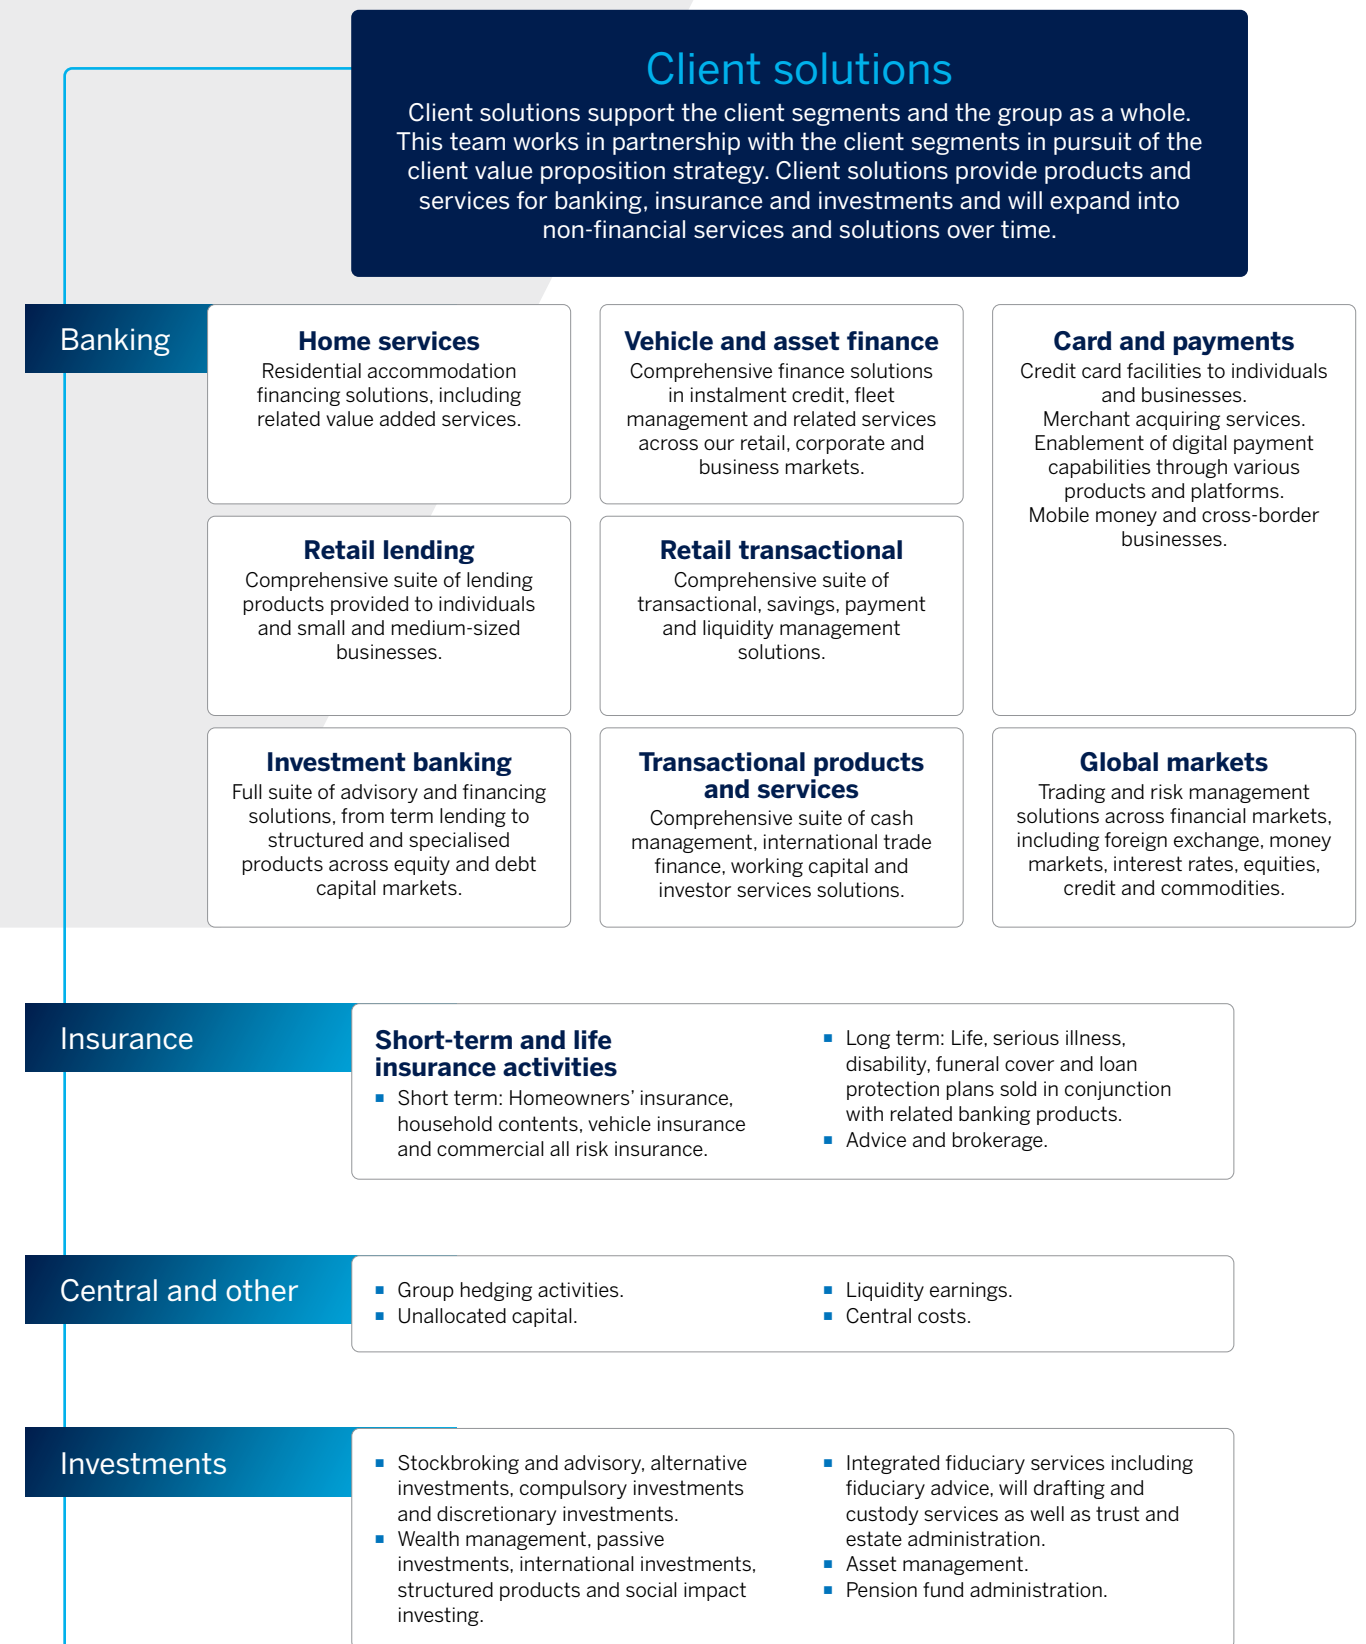 Client solutions
Client solutions support the client segments and the group as a whole.
This team works in partnership with the client segments in pursuit of the
client value proposition strategy. Client solutions provide products and
services for banking, insurance and investments and will expand into
non-financial services and solutions over time.
Banking
Home services
Residential accommodation
financing solutions, including
related value added services.
Vehicle and asset finance
Comprehensive finance solutions
in instalment credit, fleet
management and related services
across our retail, corporate and
business markets.
Card and payments
Credit card facilities to individuals
and businesses.
Merchant acquiring services.
Enablement of digital payment
capabilities through various
products and platforms.
Mobile money and cross-border
businesses.
Retail lending
Comprehensive suite of lending
products provided to individuals
and small and medium-sized
businesses.
Retail transactional
Comprehensive suite of
transactional, savings, payment
and liquidity management
solutions.
Investment banking
Full suite of advisory and financing
solutions, from term lending to
structured and specialised
products across equity and debt
capital markets.
Transactional products
and services
Comprehensive suite of cash
management, international trade
finance, working capital and
investor services solutions.
Global markets
Trading and risk management
solutions across financial markets,
including foreign exchange, money
markets, interest rates, equities,
credit and commodities.
Insurance
Short-term and life
insurance activities
▪ Short term: Homeowners’ insurance,
household contents, vehicle insurance
and commercial all risk insurance.
▪ Long term: Life, serious illness,
disability, funeral cover and loan
protection plans sold in conjunction
with related banking products.
▪ Advice and brokerage.
Central and other
▪ Group hedging activities.
▪ Unallocated capital.
▪ Liquidity earnings.
▪ Central costs.
Investments
▪ Stockbroking and advisory, alternative
investments, compulsory investments
and discretionary investments.
▪ Wealth management, passive
investments, international investments,
structured products and social impact
investing.
▪ Integrated fiduciary services including
fiduciary advice, will drafting and
custody services as well as trust and
estate administration.
▪ Asset management.
▪ Pension fund administration.